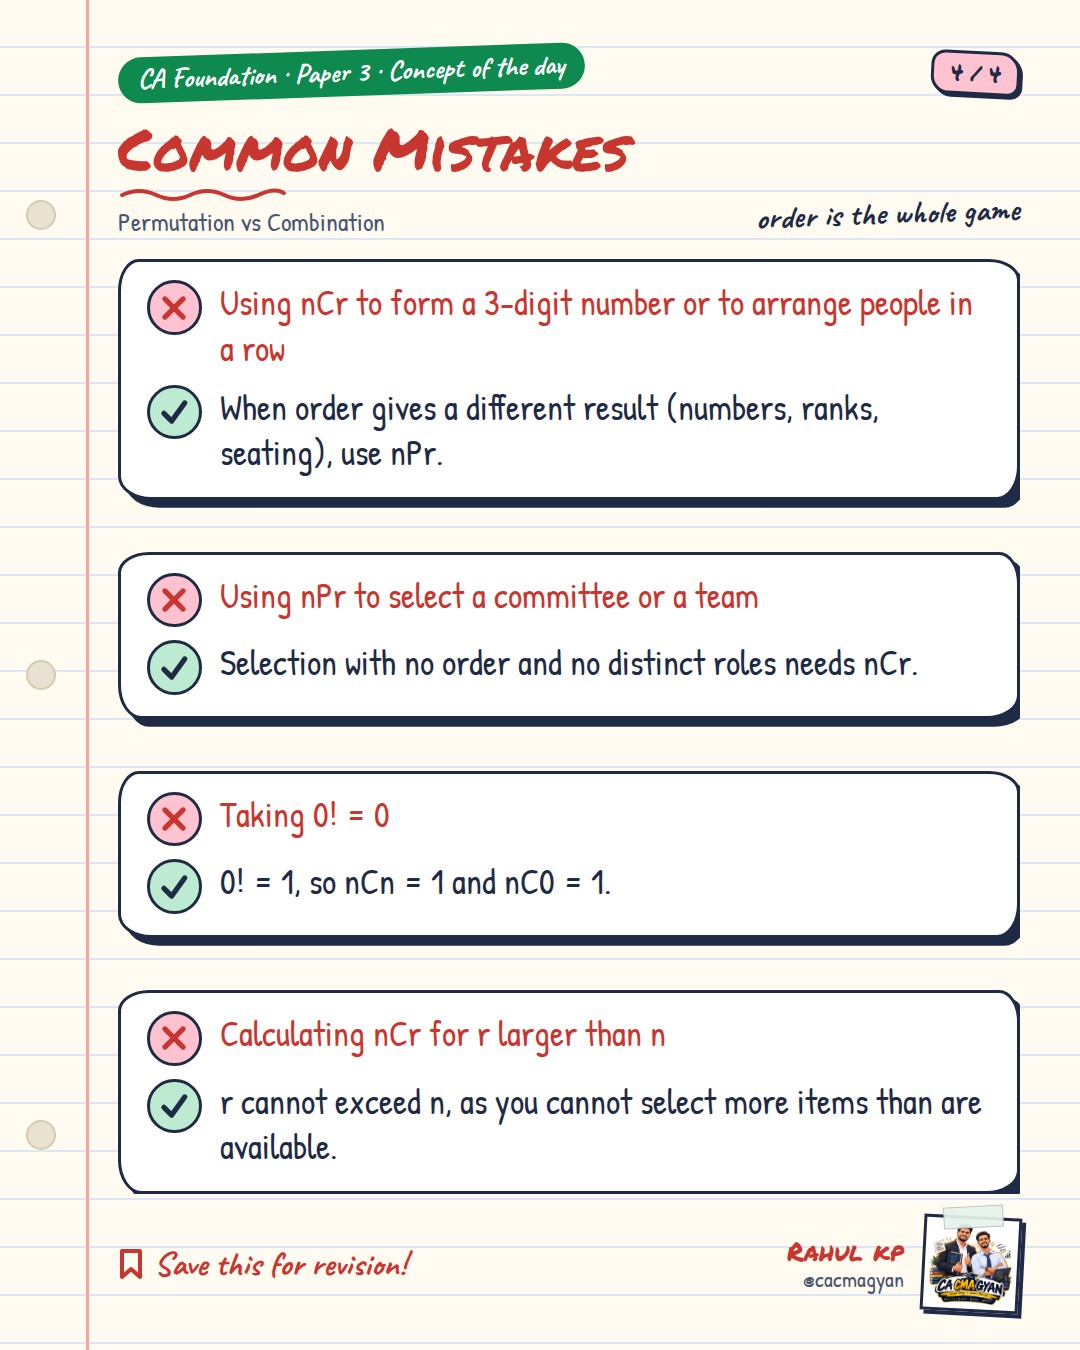 CA Foundation · Paper 3 · Concept of the day
4 / 4
Common Mistakes
Permutation vs Combination
order is the whole game
Using nCr to form a 3-digit number or to arrange people in
a row
When order gives a different result (numbers, ranks,
seating), use nPr.
Using nPr to select a committee or a team
Selection with no order and no distinct roles needs nCr.
Taking 0! = 0
0! = 1, so nCn = 1 and nC0 = 1.
Calculating nCr for r larger than n
r cannot exceed n, as you cannot select more items than are
available.
Save this for revision!
Rahul KP
@cacmagyan
CA CMA GYAN